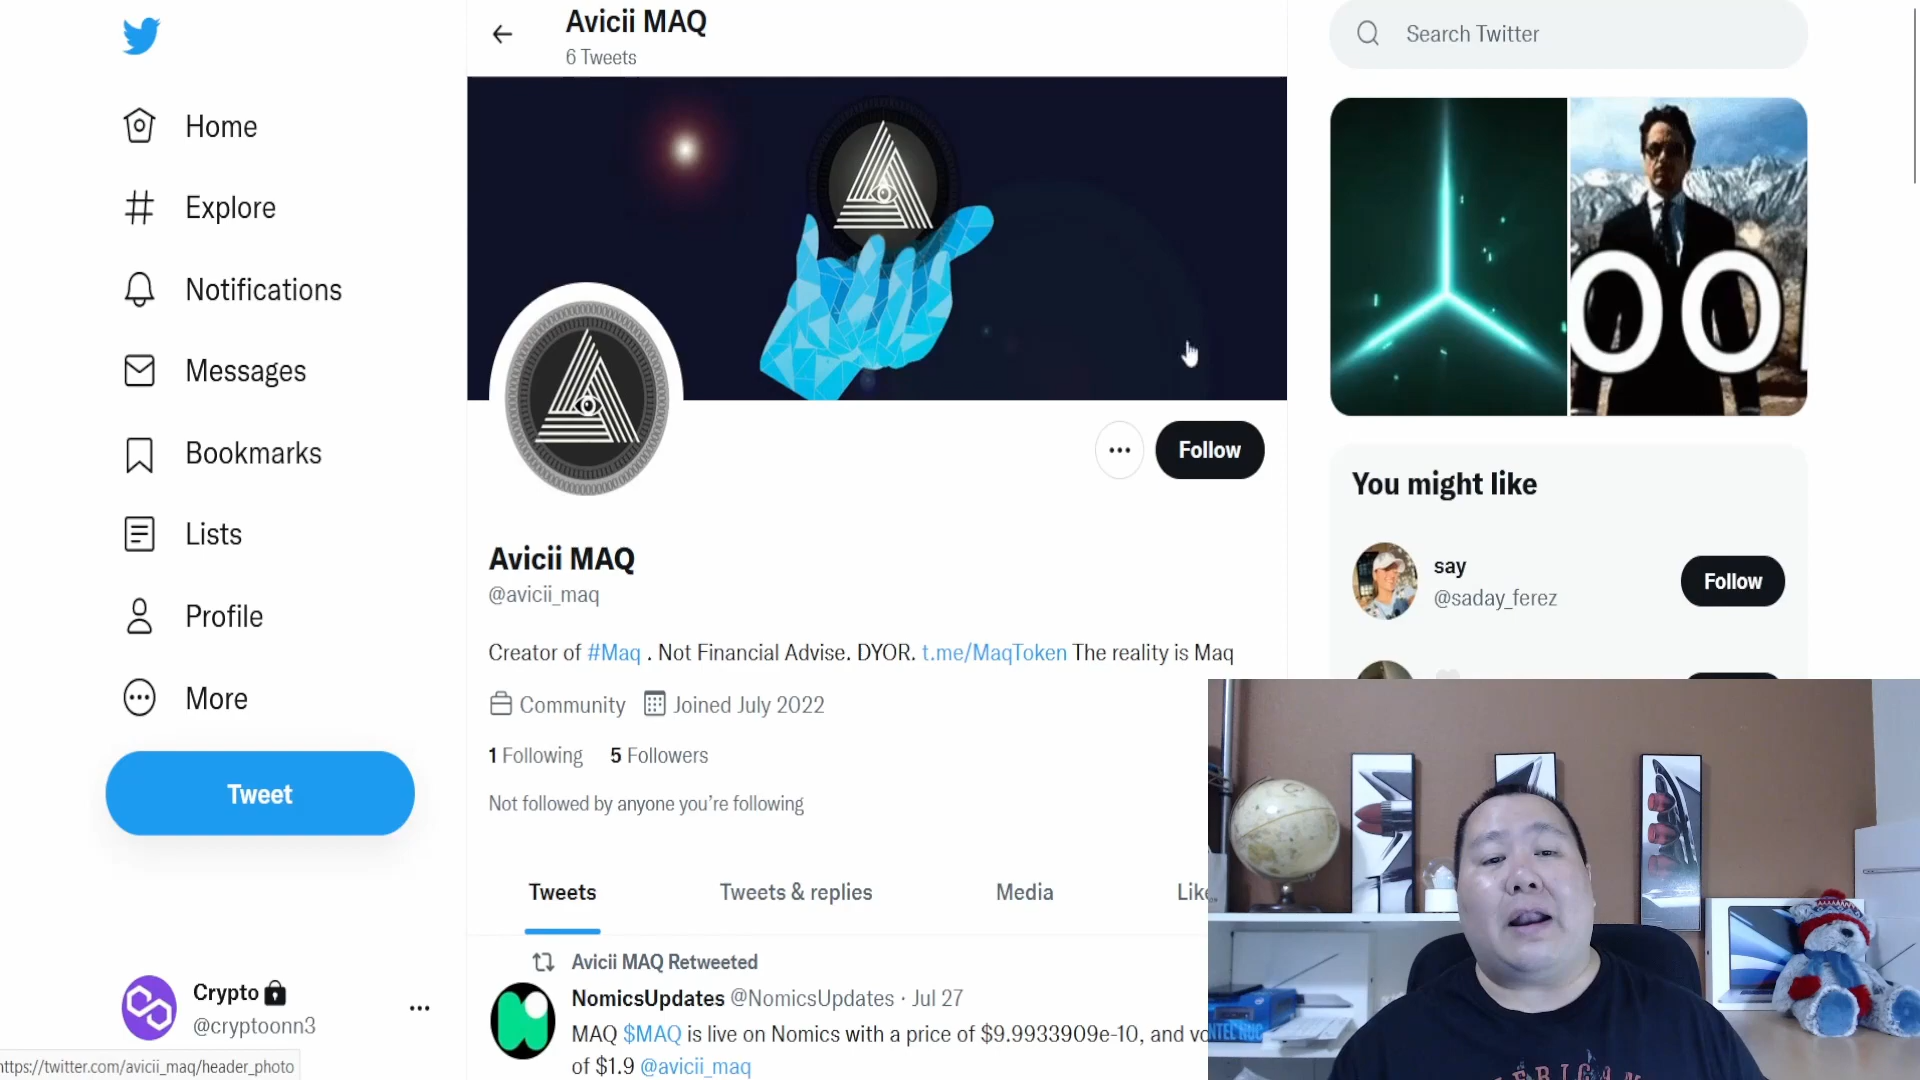 Avicii MAQ
6 Tweets
Search Twitter
Home
Explore
Notifications
Messages
Bookmarks
Lists
Profile
More
Tweet
Crypto
@cryptoonn3
https://twitter.com/avicii_maq/header_photo
Follow
Avicii MAQ
@avicii_maq
Creator of #Maq . Not Financial Advise. DYOR. t.me/MaqToken The reality is Maq
Community Joined July 2022
1 Following 5 Followers
Not followed by anyone you’re following
Tweets Tweets & replies Media
Avicii MAQ Retweeted
NomicsUpdates @NomicsUpdates · Jul 27
MAQ $MAQ is live on Nomics with a price of $9.9933909e-10, and
of $1.9 @avicii_maq
OO
You might like
say
@saday_ferez
Follow
NUC